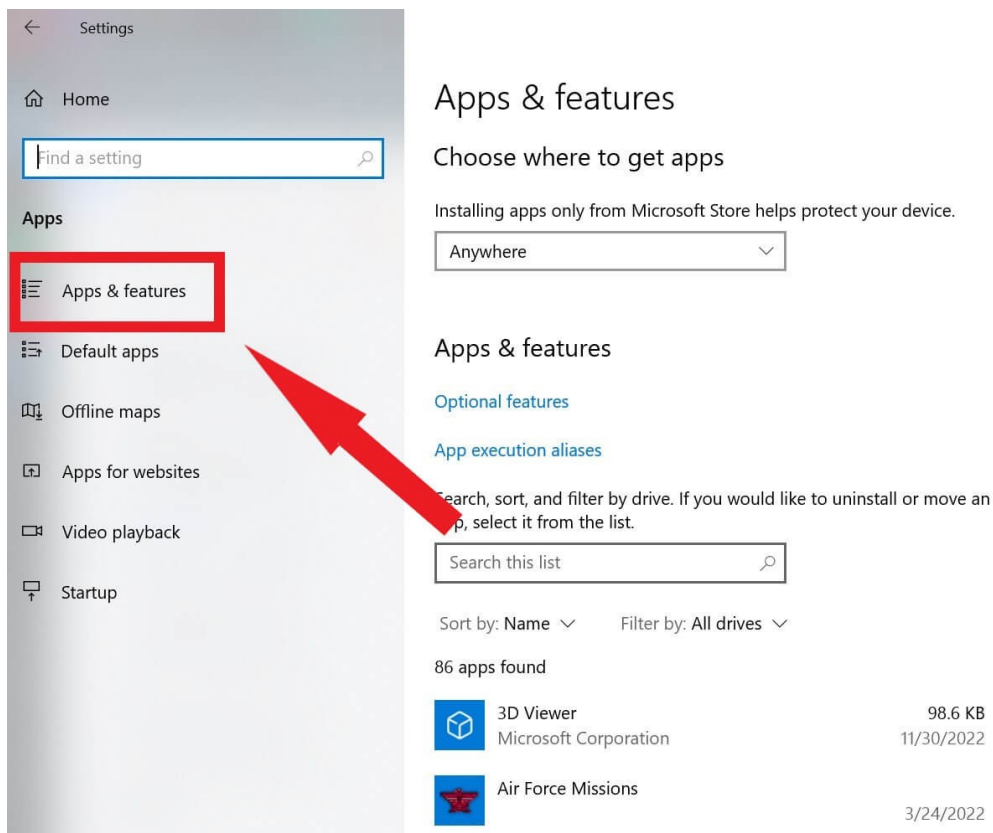 Settings
Home
Find a setting
Apps
Apps & features
Default apps
Offline maps
Apps for websites
Video playback
Startup
Apps & features
Choose where to get apps
Installing apps only from Microsoft Store helps protect your device.
Anywhere
Apps & features
Optional features
App execution aliases
Search, sort, and filter by drive. If you would like to uninstall or move an
select it from the list.
Search this list
Sort by: Name Filter by: All drives
86 apps found
3D Viewer 98.6 KB
Microsoft Corporation 11/30/2022
Air Force Missions
3/24/2022